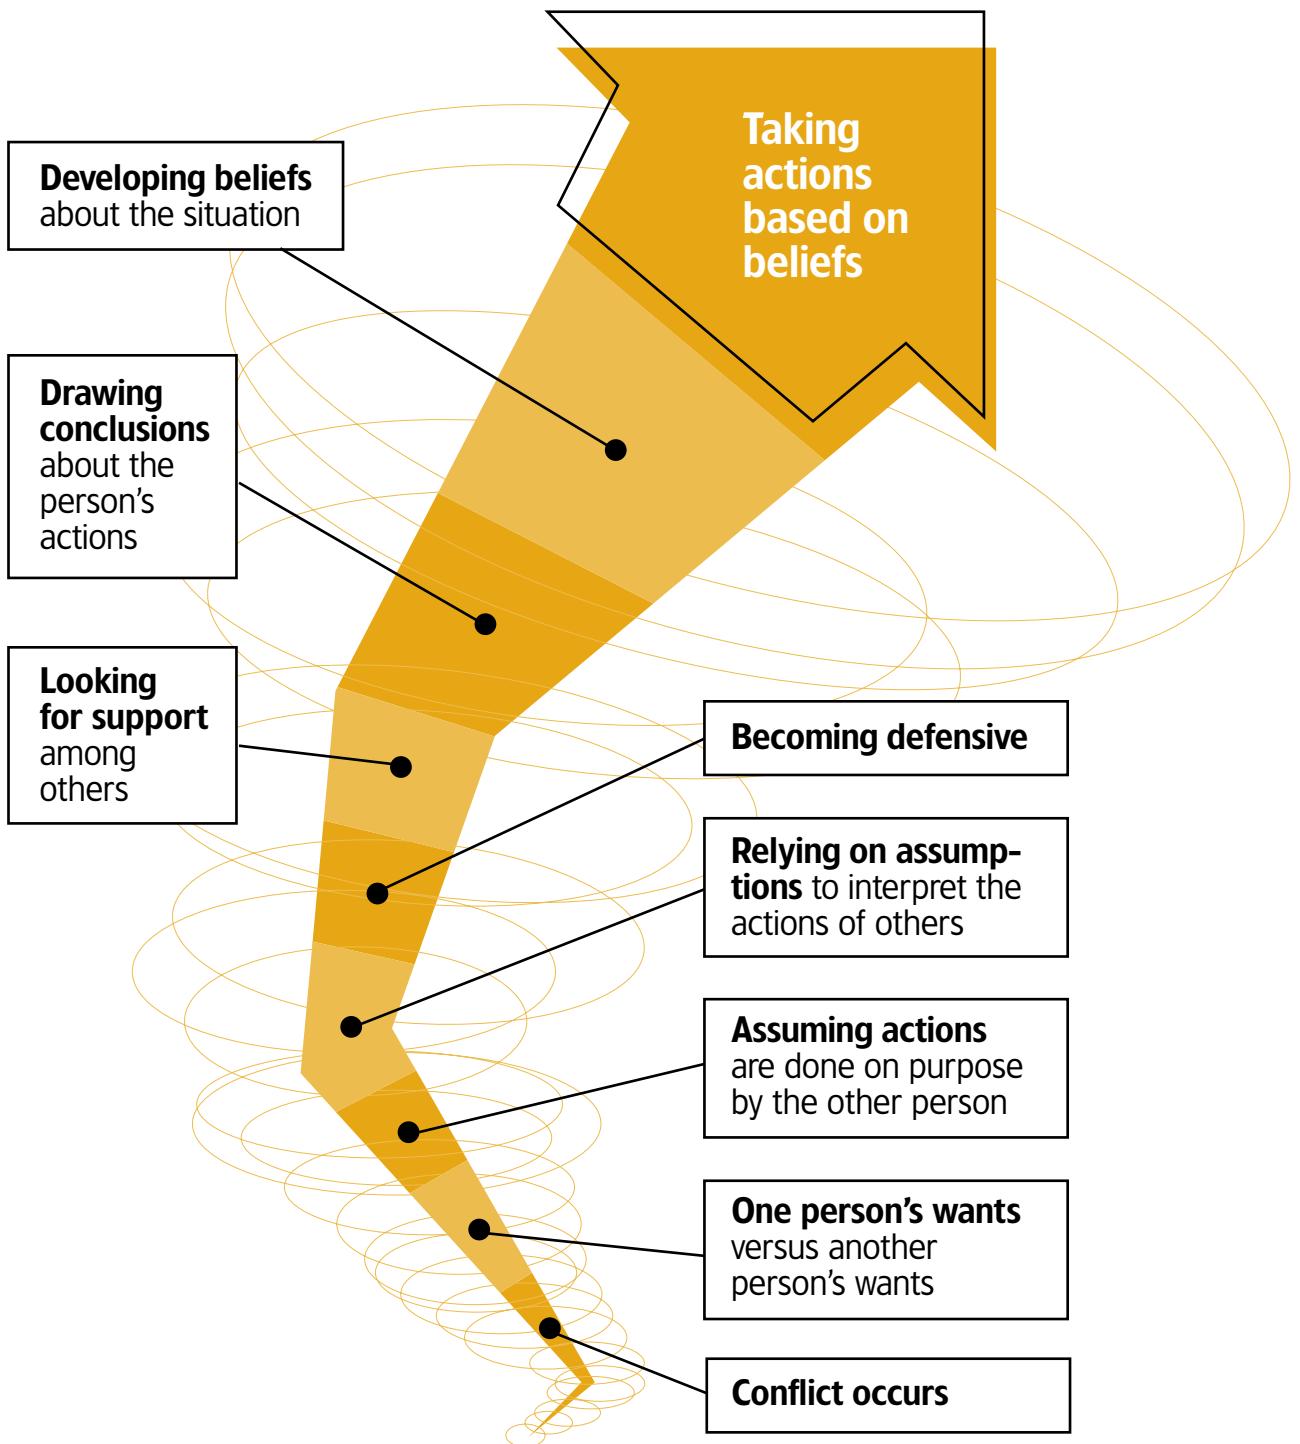 Taking
actions
based on
beliefs
Developing beliefs
about the situation
Drawing
conclusions
about the
person’s
actions
Looking
for support
among
others
Becoming defensive
Relying on assump-
tions to interpret the
actions of others
Assuming actions
are done on purpose
by the other person
One person’s wants
versus another
person’s wants
Conflict occurs